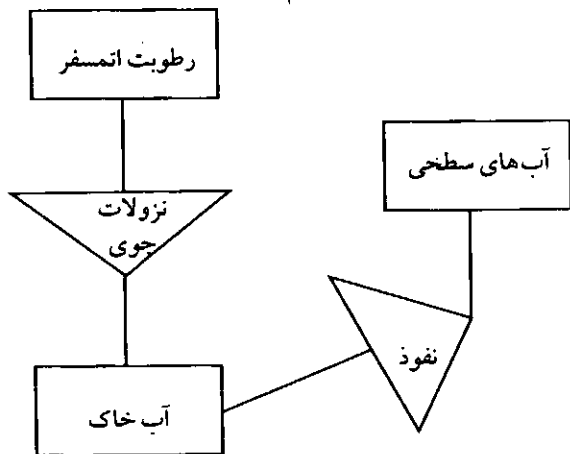 رطوبت اتمسفر
آب‌های سطحی
نزولات
جوی
نفوذ
آب خاک